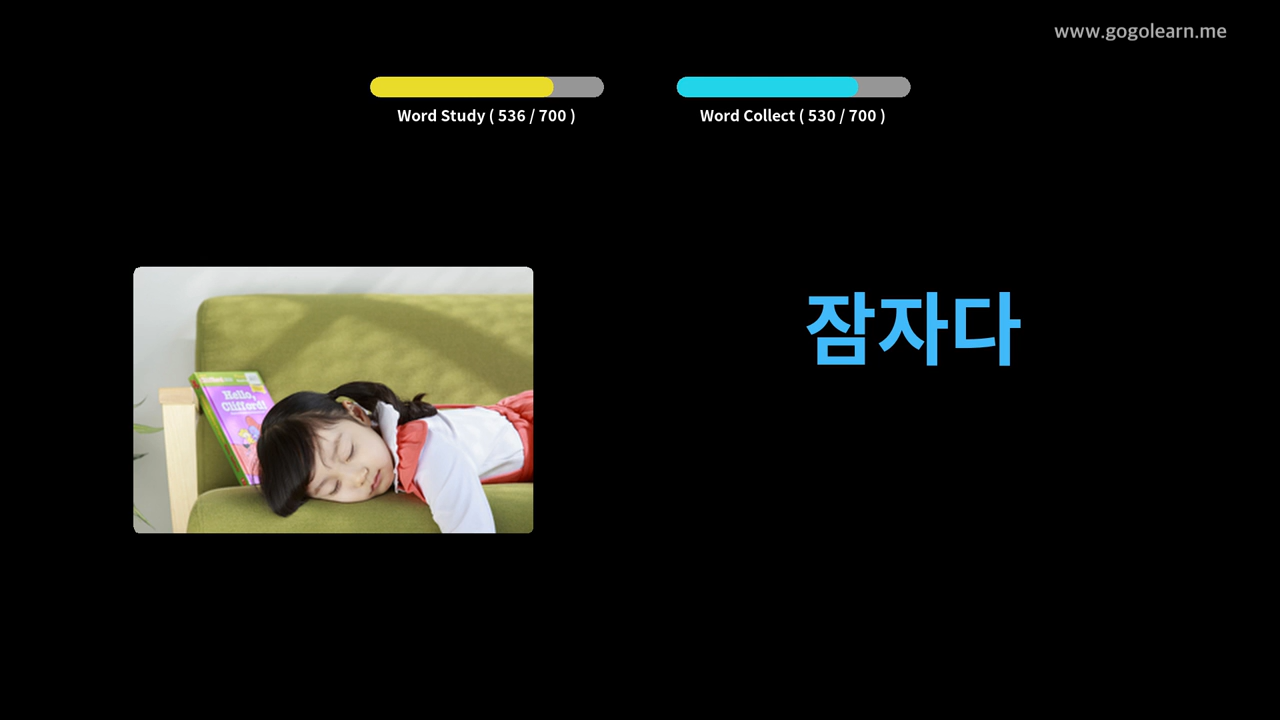 www.gogolearn.me
Word Study ( 536 / 700 )
Word Collect ( 530 / 700 )
잠자다
Hello,
Clifford!